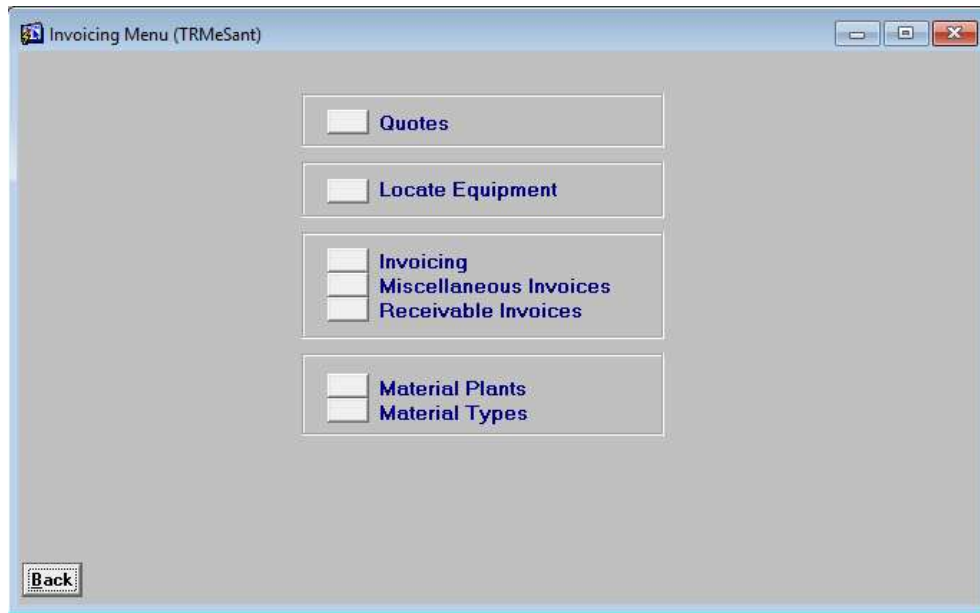 Invoicing Menu (TRMeSant)
Quotes
Locate Equipment
Invoicing
Miscellaneous Invoices
Receivable Invoices
Material Plants
Material Types
Back